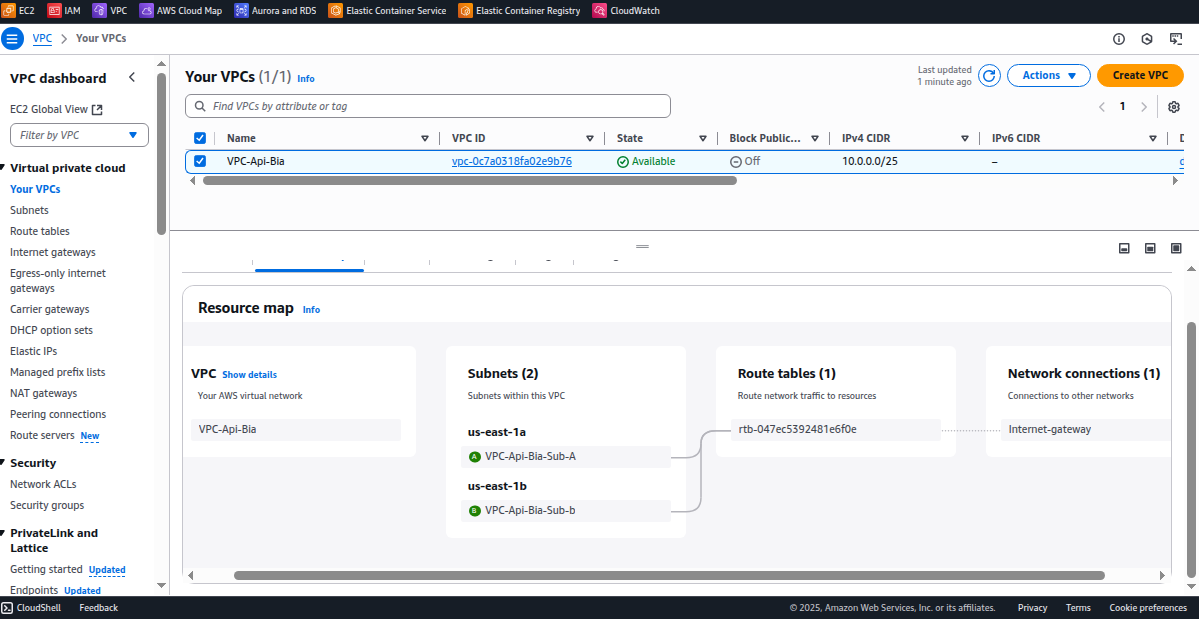 EC2 IAM VPC AWS Cloud Map Aurora and RDS Elastic Container Service Elastic Container Registry CloudWatch
VPC > Your VPCs
VPC dashboard
EC2 Global View
Filter by VPC
Virtual private cloud
Your VPCs
Subnets
Route tables
Internet gateways
Egress-only internet
gateways
Carrier gateways
DHCP option sets
Elastic IPs
Managed prefix lists
NAT gateways
Peering connections
Route servers New
Security
Network ACLs
Security groups
PrivateLink and
Lattice
Getting started Updated
Endpoints Updated
Your VPCs (1/1) Info
Last updated
1 minute ago
Actions
Create VPC
Find VPCs by attribute or tag
1
Name VPC ID State Block Public... IPv4 CIDR IPv6 CIDR
VPC-Api-Bia vpc-0c7a0318fa02e9b76 Available Off 10.0.0.0/25 –
Resource map Info
VPC Show details
Your AWS virtual network
VPC-Api-Bia
Subnets (2)
Subnets within this VPC
us-east-1a
A VPC-Api-Bia-Sub-A
us-east-1b
B VPC-Api-Bia-Sub-b
Route tables (1)
Route network traffic to resources
rtb-047ec5392481e6f0e
Network connections (1)
Connections to other networks
Internet-gateway
CloudShell Feedback © 2025, Amazon Web Services, Inc. or its affiliates. Privacy Terms Cookie preferences